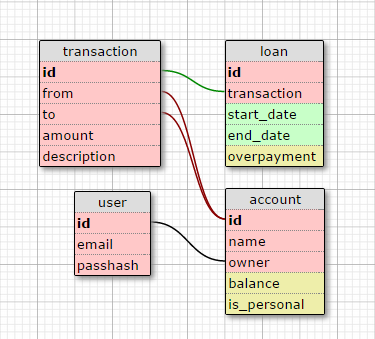 transaction
id
from
to
amount
description
loan
id
transaction
start_date
end_date
overpayment
user
id
email
passhash
account
id
name
owner
balance
is_personal